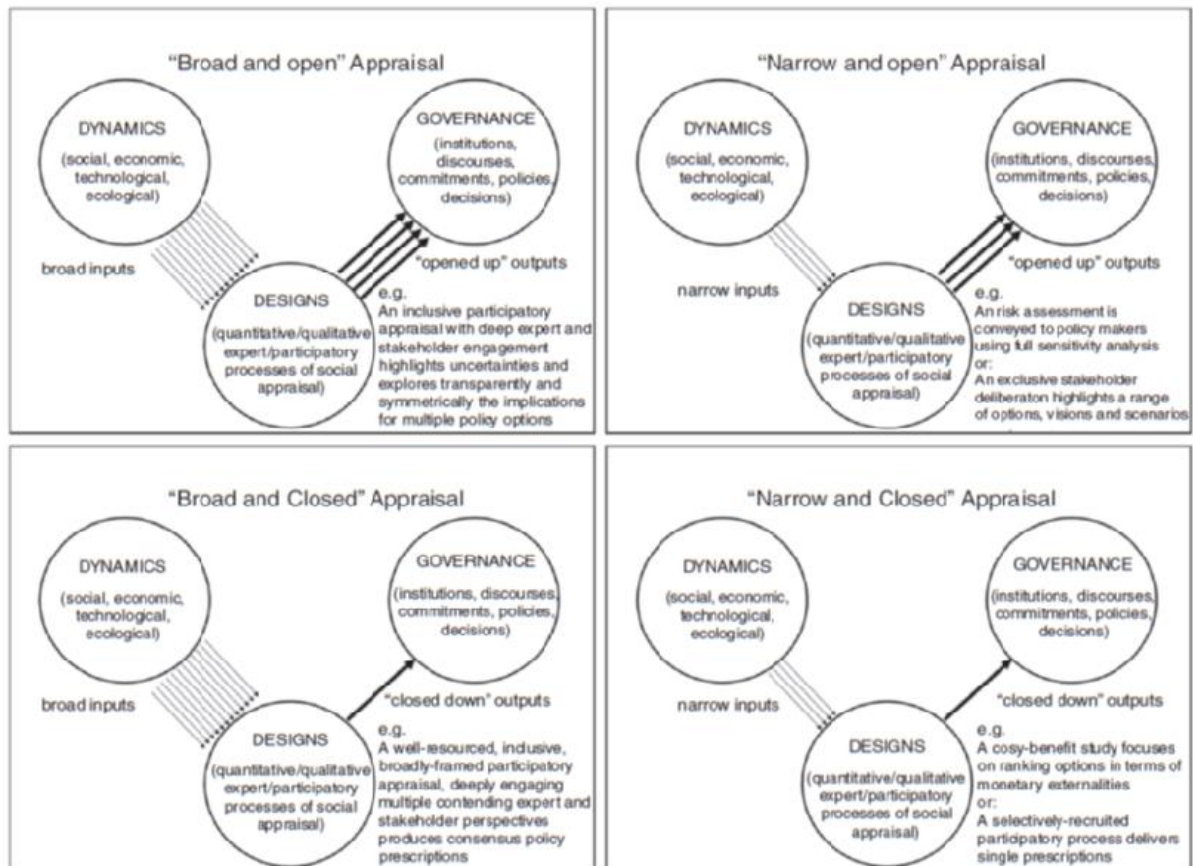 "Broad and open" Appraisal
DYNAMICS
(social, economic,
technological,
ecological)
GOVERNANCE
(institutions,
discourses,
commitments, policies,
decisions)
broad inputs
"opened up" outputs
DESIGNS
(quantitative/qualitative
expert/participatory
processes of social
appraisal)
e.g.
An inclusive participatory
appraisal with deep expert and
stakeholder engagement
highlights uncertainties and
explores transparently and
symmetrically the implications
for multiple policy options
"Narrow and open" Appraisal
DYNAMICS
(social, economic,
technological,
ecological)
GOVERNANCE
(institutions, discourses,
commitments, policies,
decisions)
narrow inputs
"opened up" outputs
DESIGNS
(quantitative/qualitative
expert/participatory
processes of social
appraisal)
e.g.
An risk assessment is
conveyed to policy makers
using full sensitivity analysis
or:
An exclusive stakeholder
deliberaton highlights a range
of options, visions and scenarios
"Broad and Closed" Appraisal
DYNAMICS
(social, economic,
technological,
ecological)
GOVERNANCE
(institutions, discourses,
commitments, policies,
decisions)
broad inputs
"closed down" outputs
DESIGNS
(quantitative/qualitative
expert/participatory
processes of social
appraisal)
e.g.
A well-resourced, inclusive,
broadly-framed participatory
appraisal, deeply engaging
multiple contending expert and
stakeholder perspectives
produces consensus policy
prescriptions
"Narrow and Closed" Appraisal
DYNAMICS
(social, economic,
technological,
ecological)
GOVERNANCE
(institutions, discourses,
commitments, policies,
decisions)
narrow inputs
"closed down" outputs
DESIGNS
(quantitative/qualitative
expert/participatory
processes of social
appraisal)
e.g.
A cosy-benefit study focuses
on ranking options in terms of
monetary externalities
or:
A selectively-recruited
participatory process delivers
single prescriptions